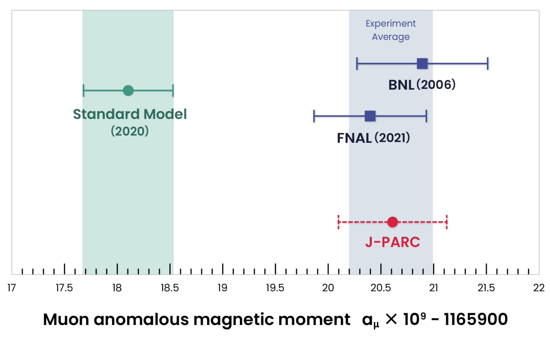 Experiment
Average
BNL (2006)
Standard Model
(2020)
FNAL (2021)
J-PARC
17 17.5 18 18.5 19 19.5 20 20.5 21 21.5 22
Muon anomalous magnetic moment aμ × 10⁹ - 1165900